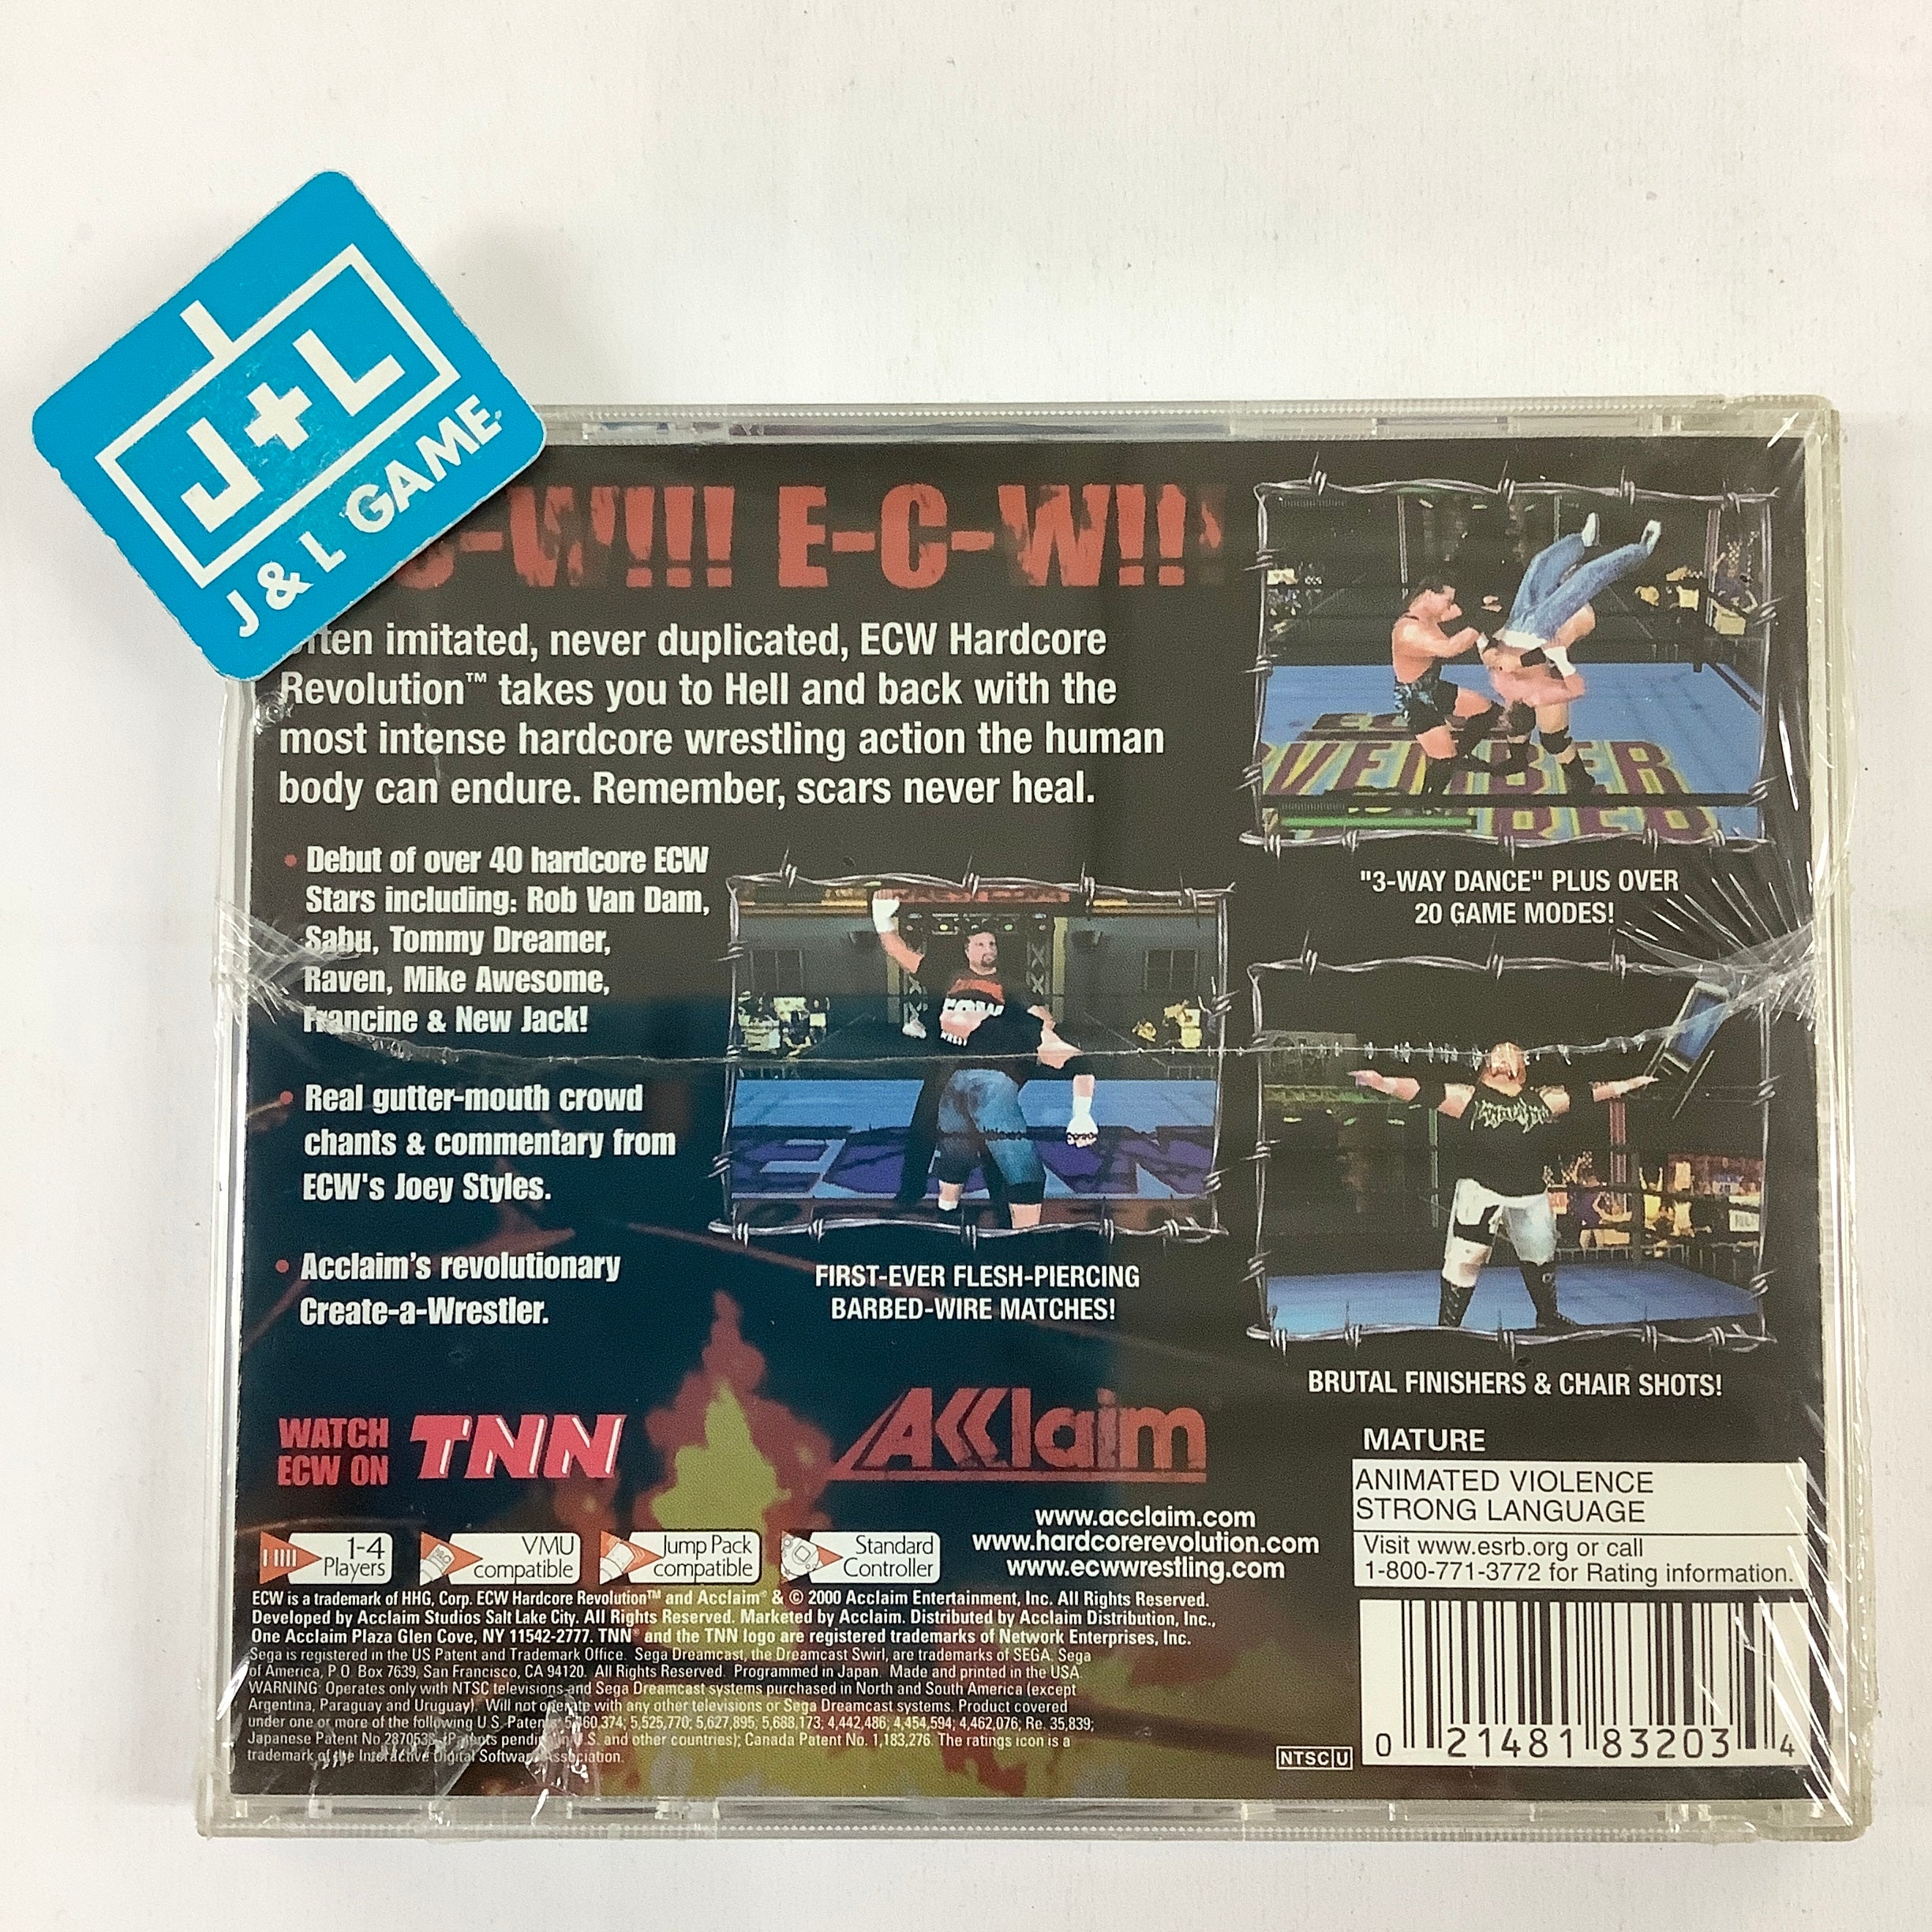 J+L
J & L GAME
C-W!!! E-C-W!!!
Often imitated, never duplicated, ECW Hardcore
Revolution™ takes you to Hell and back with the
most intense hardcore wrestling action the human
body can endure. Remember, scars never heal.
• Debut of over 40 hardcore ECW
Stars including: Rob Van Dam,
Sabu, Tommy Dreamer,
Raven, Mike Awesome,
Francine & New Jack!
• Real gutter-mouth crowd
chants & commentary from
ECW's Joey Styles.
• Acclaim's revolutionary
Create-a-Wrestler.
"3-WAY DANCE" PLUS OVER
20 GAME MODES!
FIRST-EVER FLESH-PIERCING
BARBED-WIRE MATCHES!
BRUTAL FINISHERS & CHAIR SHOTS!
WATCH
ECW ON
TNN
AKKlaim
www.acclaim.com
www.hardcorerevolution.com
www.ecwwrestling.com
MATURE
ANIMATED VIOLENCE
STRONG LANGUAGE
Visit www.esrb.org or call
1-800-771-3772 for Rating information.
1-4
Players
VMU
compatible
Jump Pack
compatible
Standard
Controller
ECW is a trademark of HHG, Corp. ECW Hardcore Revolution™ and Acclaim® & © 2000 Acclaim Entertainment, Inc. All Rights Reserved.
Developed by Acclaim Studios Salt Lake City. All Rights Reserved. Marketed by Acclaim. Distributed by Acclaim Distribution, Inc.,
One Acclaim Plaza Glen Cove, NY 11542-2777. TNN® and the TNN logo are registered trademarks of Network Enterprises, Inc.
Sega is registered in the US Patent and Trademark Office. Sega Dreamcast, the Dreamcast Swirl, are trademarks of SEGA. Sega
of America, P.O. Box 7639, San Francisco, CA 94120. All Rights Reserved. Programmed in Japan. Made and printed in the USA.
WARNING: Operates only with NTSC televisions and Sega Dreamcast systems purchased in North and South America (except
Argentina, Paraguay and Uruguay). Will not operate with any other televisions or Sega Dreamcast systems. Product covered
under one or more of the following U.S. Patents: 5,460,374; 5,525,770; 5,627,895; 5,688,173; 4,442,486; 4,454,594; 4,462,076; Re. 35,839;
Japanese Patent No. (Patents pending in U.S. and other countries); Canada Patent No. 1,183,276. The ratings icon is a
trademark of the Interactive Digital Software Association.
NTSC U
0 21481 83203 4